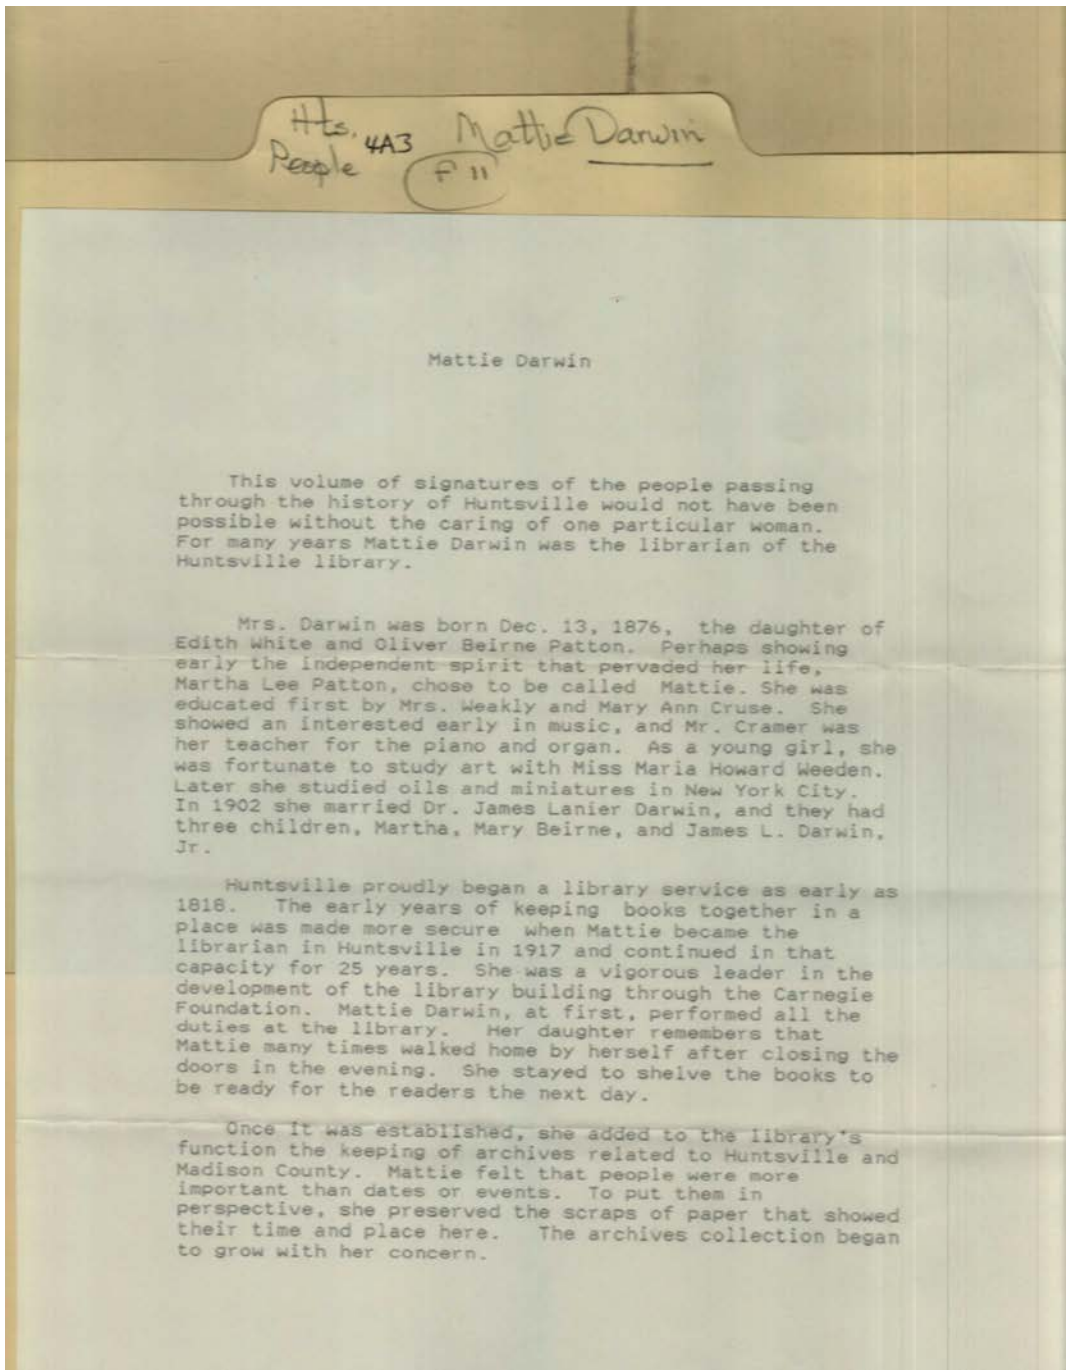 Hts. 4A3 Mattie Darwin
People f 11
Mattie Darwin
This volume of signatures of the people passing
through the history of Huntsville would not have been
possible without the caring of one particular woman.
For many years Mattie Darwin was the librarian of the
Huntsville library.
Mrs. Darwin was born Dec. 13, 1876, the daughter of
Edith White and Oliver Beirne Patton. Perhaps showing
early the independent spirit that pervaded her life,
Martha Lee Patton, chose to be called Mattie. She was
educated first by Mrs. Weakly and Mary Ann Cruse. She
showed an interested early in music, and Mr. Cramer was
her teacher for the piano and organ. As a young girl, she
was fortunate to study art with Miss Maria Howard Weeden.
Later she studied oils and miniatures in New York City.
In 1902 she married Dr. James Lanier Darwin, and they had
three children, Martha, Mary Beirne, and James L. Darwin,
Jr.
Huntsville proudly began a library service as early as
1818. The early years of keeping books together in a
place was made more secure when Mattie became the
librarian in Huntsville in 1917 and continued in that
capacity for 25 years. She was a vigorous leader in the
development of the library building through the Carnegie
Foundation. Mattie Darwin, at first, performed all the
duties at the library. Her daughter remembers that
Mattie many times walked home by herself after closing the
doors in the evening. She stayed to shelve the books to
be ready for the readers the next day.
Once It was established, she added to the library's
function the keeping of archives related to Huntsville and
Madison County. Mattie felt that people were more
important than dates or events. To put them in
perspective, she preserved the scraps of paper that showed
their time and place here. The archives collection began
to grow with her concern.